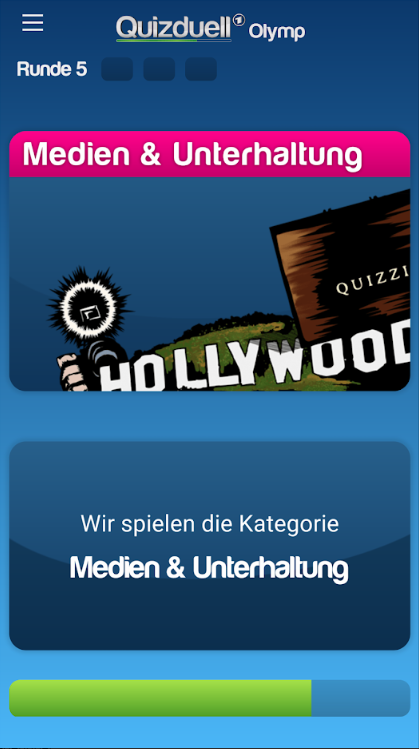 Quizduell Olymp
Runde 5
Medien & Unterhaltung
QUIZZI
HOLLYWOOD
Wir spielen die Kategorie
Medien & Unterhaltung